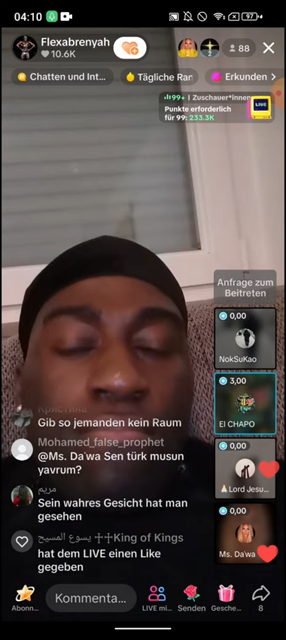 04:10
97
Flexabrenyah
10.6K
88
Chatten und Int...
Tägliche Ran
Erkunden
99+ | Zuschauer*innen
Punkte erforderlich
für 99: 233.3K
LIVE
Anfrage zum
Beitreten
0,00
NokSuKao
3,00
El CHAPO
0,00
Lord Jesu...
0,00
Ms. Da'wa
Gib so jemanden kein Raum
Mohamed_false_prophet
@Ms. Da'wa Sen türk musun
yavrum?
مريم
Sein wahres Gesicht hat man
gesehen
يسوع المسيح ✝✝King of Kings
hat dem LIVE einen Like
gegeben
Abonn...
Kommenta...
LIVE mi...
Senden
Gesche...
8